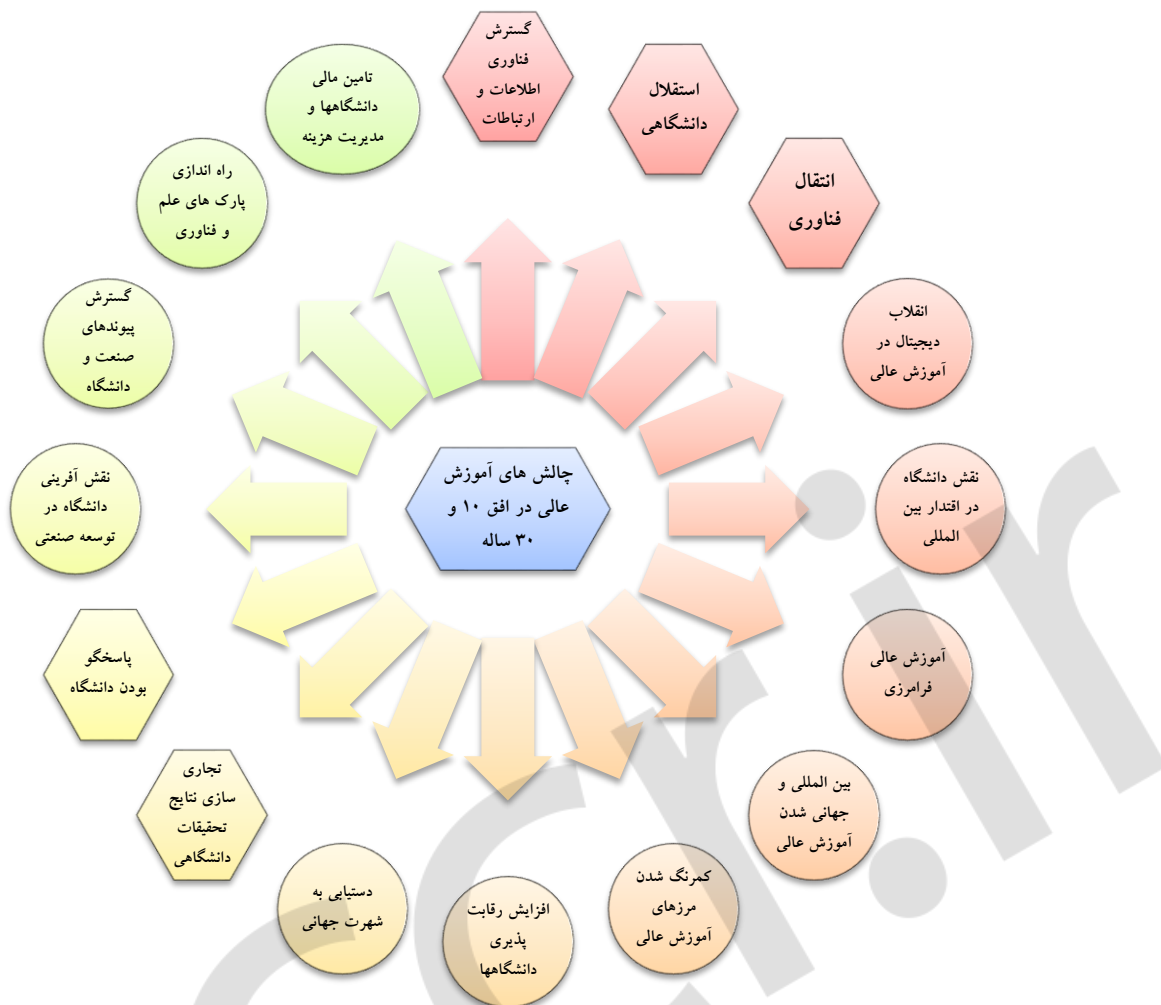 چالش های آموزش
عالی در افق ۱۰ و
۳۰ ساله
گسترش
فناوری
اطلاعات و
ارتباطات
استقلال
دانشگاهی
انتقال
فناوری
انقلاب
دیجیتال در
آموزش عالی
نقش دانشگاه
در اقتدار بین
المللی
آموزش عالی
فرامرزی
بین المللی و
جهانی شدن
آموزش عالی
کمرنگ شدن
مرزهای
آموزش عالی
افزایش رقابت
پذیری
دانشگاهها
دستیابی به
شهرت جهانی
تجاری
سازی نتایج
تحقیقات
دانشگاهی
پاسخگو
بودن دانشگاه
نقش آفرینی
دانشگاه در
توسعه صنعتی
گسترش
پیوندهای
صنعت و
دانشگاه
راه اندازی
پارک های علم
و فناوری
تامین مالی
دانشگاهها و
مدیریت هزینه